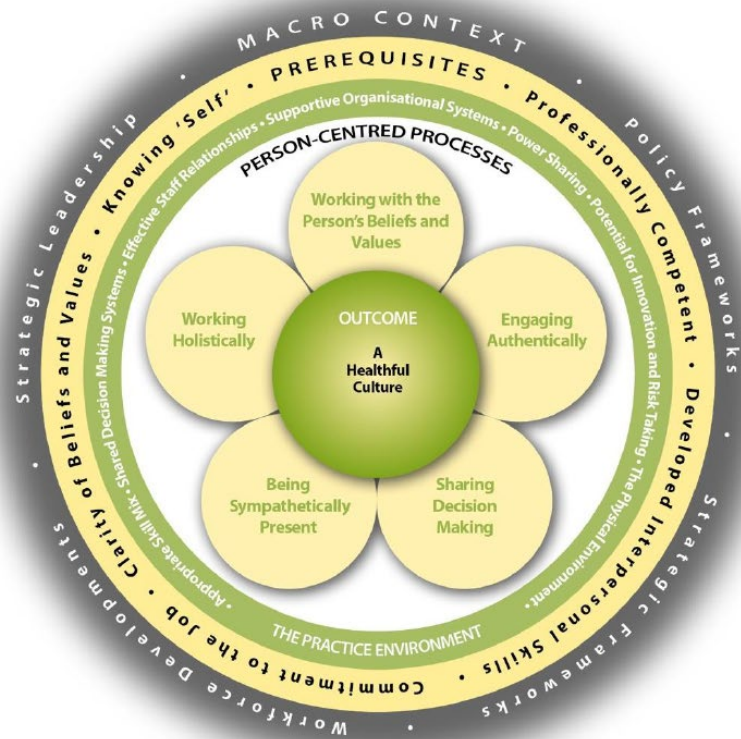 MACRO CONTEXT • Policy Frameworks • Strategic Frameworks • Workforce Developments • Strategic Leadership •
PREREQUISITES • Professionally Competent • Developed Interpersonal Skills • Commitment to the Job • Clarity of Beliefs and Values • Knowing 'Self' •
THE PRACTICE ENVIRONMENT
• Appropriate Skill Mix • Shared Decision Making Systems • Effective Staff Relationships • Supportive Organisational Systems • Power Sharing • Potential for Innovation and Risk Taking • The Physical Environment •
PERSON-CENTRED PROCESSES
Working with the
Person's Beliefs and
Values
Engaging
Authentically
Sharing
Decision
Making
Being
Sympathetically
Present
Working
Holistically
OUTCOME
A
Healthful
Culture